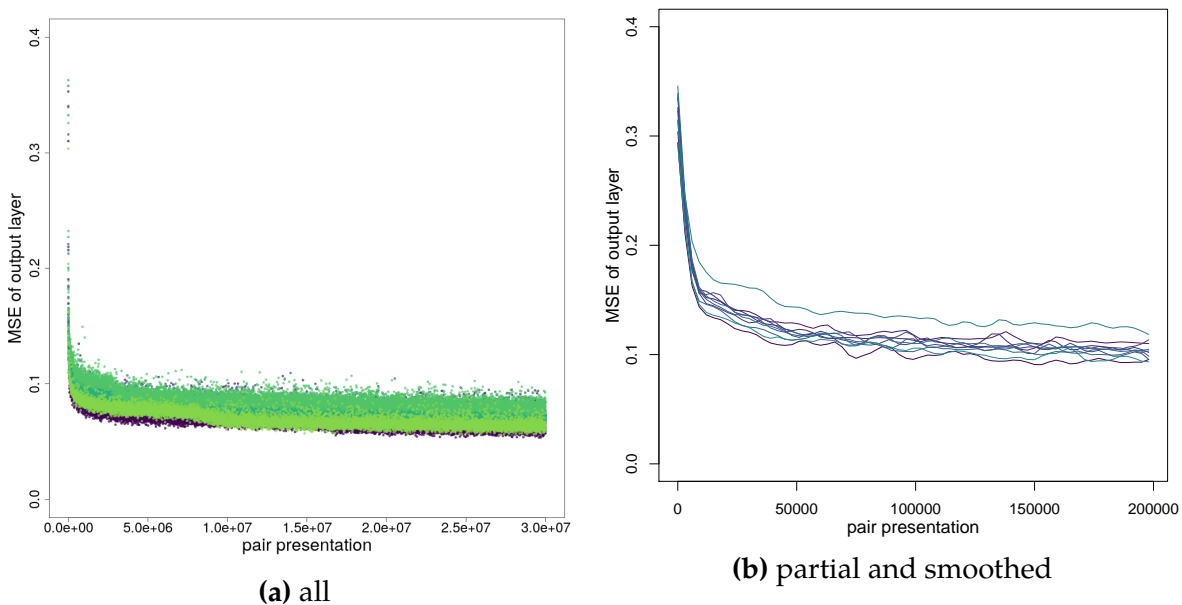 0.4
0.3
0.2
0.1
0.0
MSE of output layer
0.0e+00 5.0e+06 1.0e+07 1.5e+07 2.0e+07 2.5e+07 3.0e+07
pair presentation
(a) all
0.4
0.3
0.2
0.1
0.0
MSE of output layer
0 50000 100000 150000 200000
pair presentation
(b) partial and smoothed